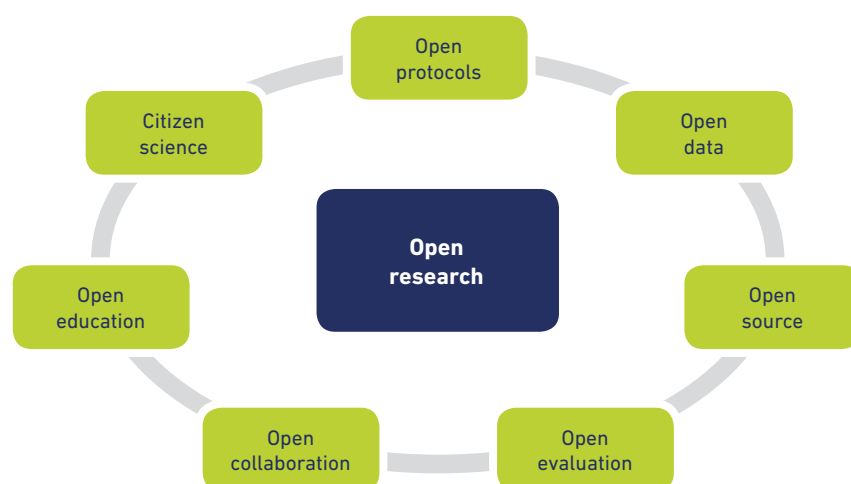 Open
protocols
Citizen
science
Open
data
Open
research
Open
education
Open
source
Open
collaboration
Open
evaluation